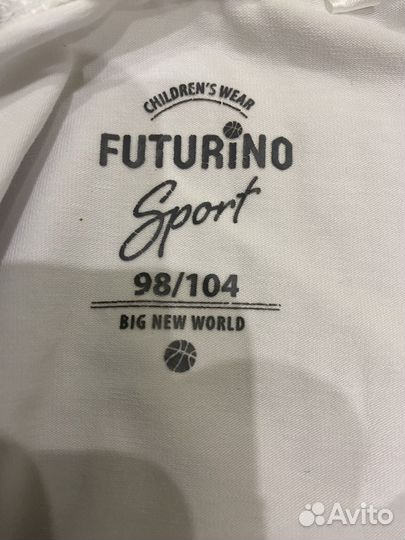 CHILDREN'S WEAR
FUTURiNO
Sport
98/104
BIG NEW WORLD
Avito